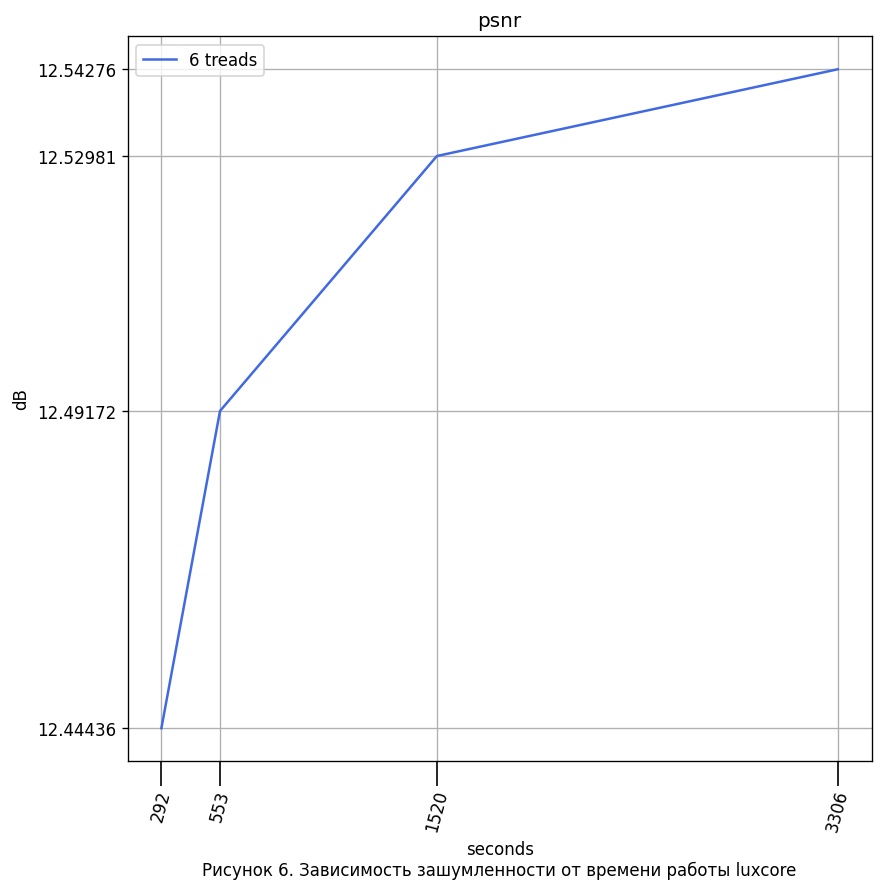 psnr
6 treads
12.54276
12.52981
12.49172
12.44436
dB
292
553
1520
3306
seconds
Рисунок 6. Зависимость зашумленности от времени работы luxcore